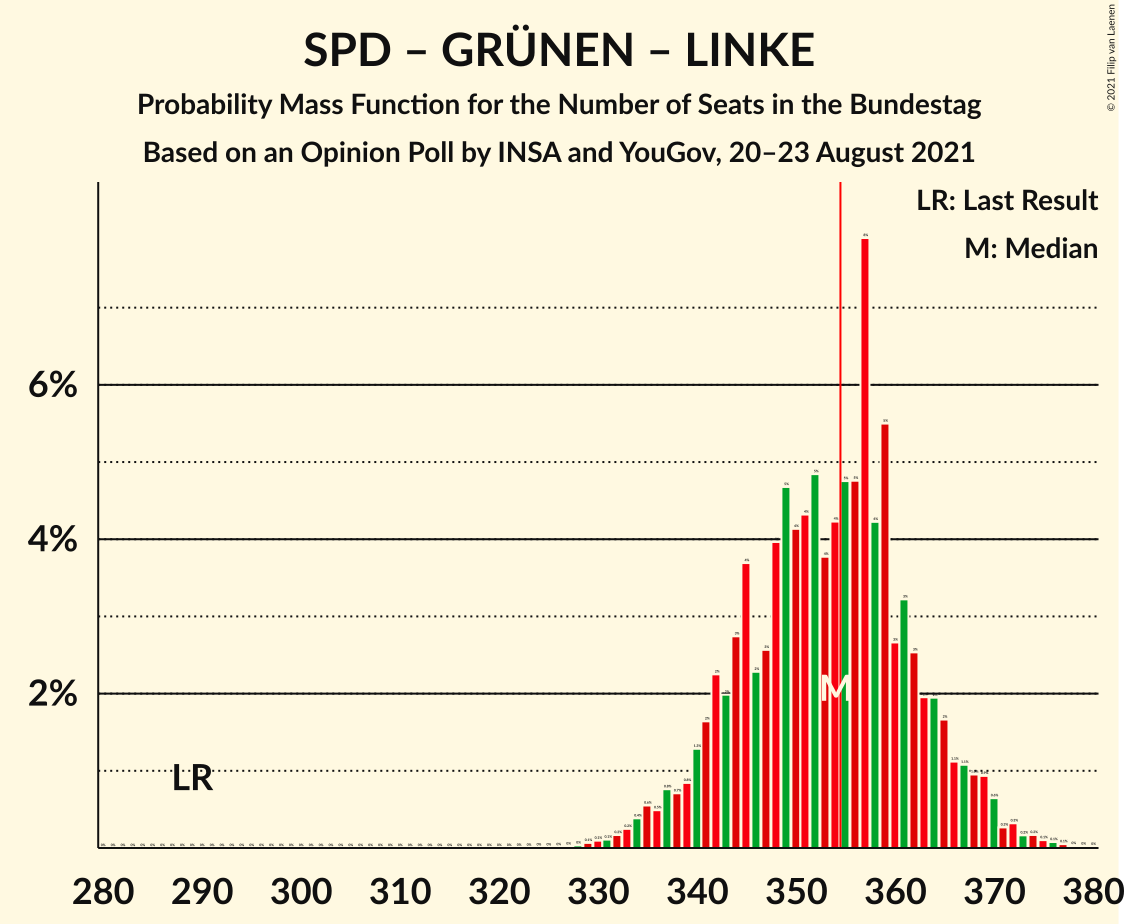 SPD – GRÜNEN – LINKE
Probability Mass Function for the Number of Seats in the Bundestag
Based on an Opinion Poll by INSA and YouGov, 20–23 August 2021
© 2021 Filip van Laenen
LR: Last Result
M: Median
6%
4%
2%
M
LR
280 290 300 310 320 330 340 350 360 370 380